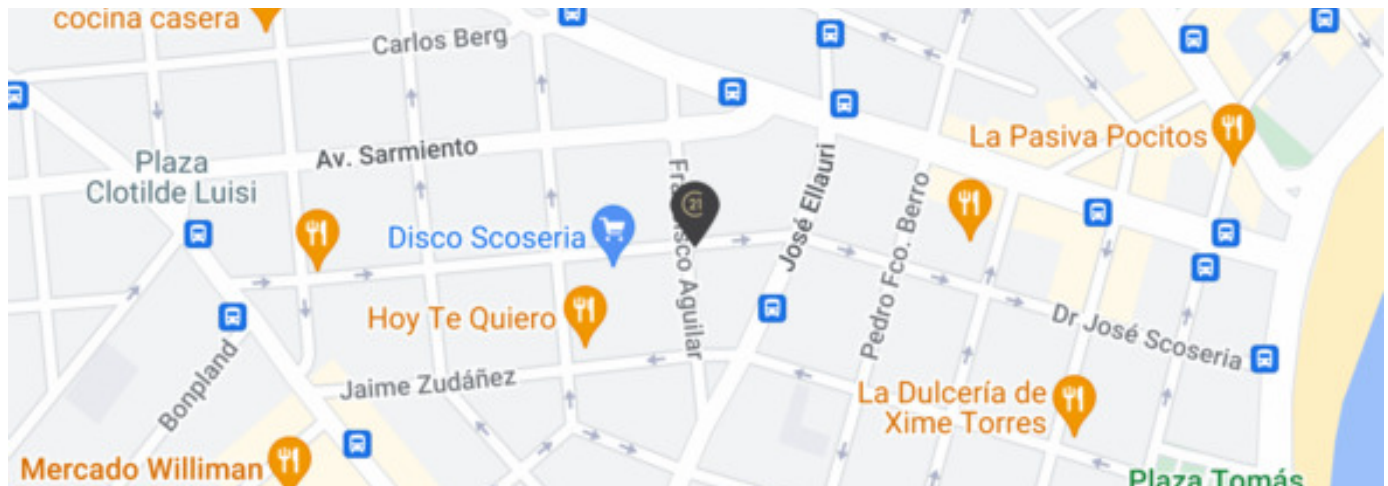 cocina casera
Carlos Berg
La Pasiva Pocitos
Av. Sarmiento
Plaza
Clotilde Luisi
Francisco Aguilar
21
José Ellauri
Pedro Fco. Berro
Disco Scoseria
Hoy Te Quiero
Dr José Scoseria
Bonpland
Jaime Zudáñez
La Dulcería de
Xime Torres
Mercado Williman
Plaza Tomás